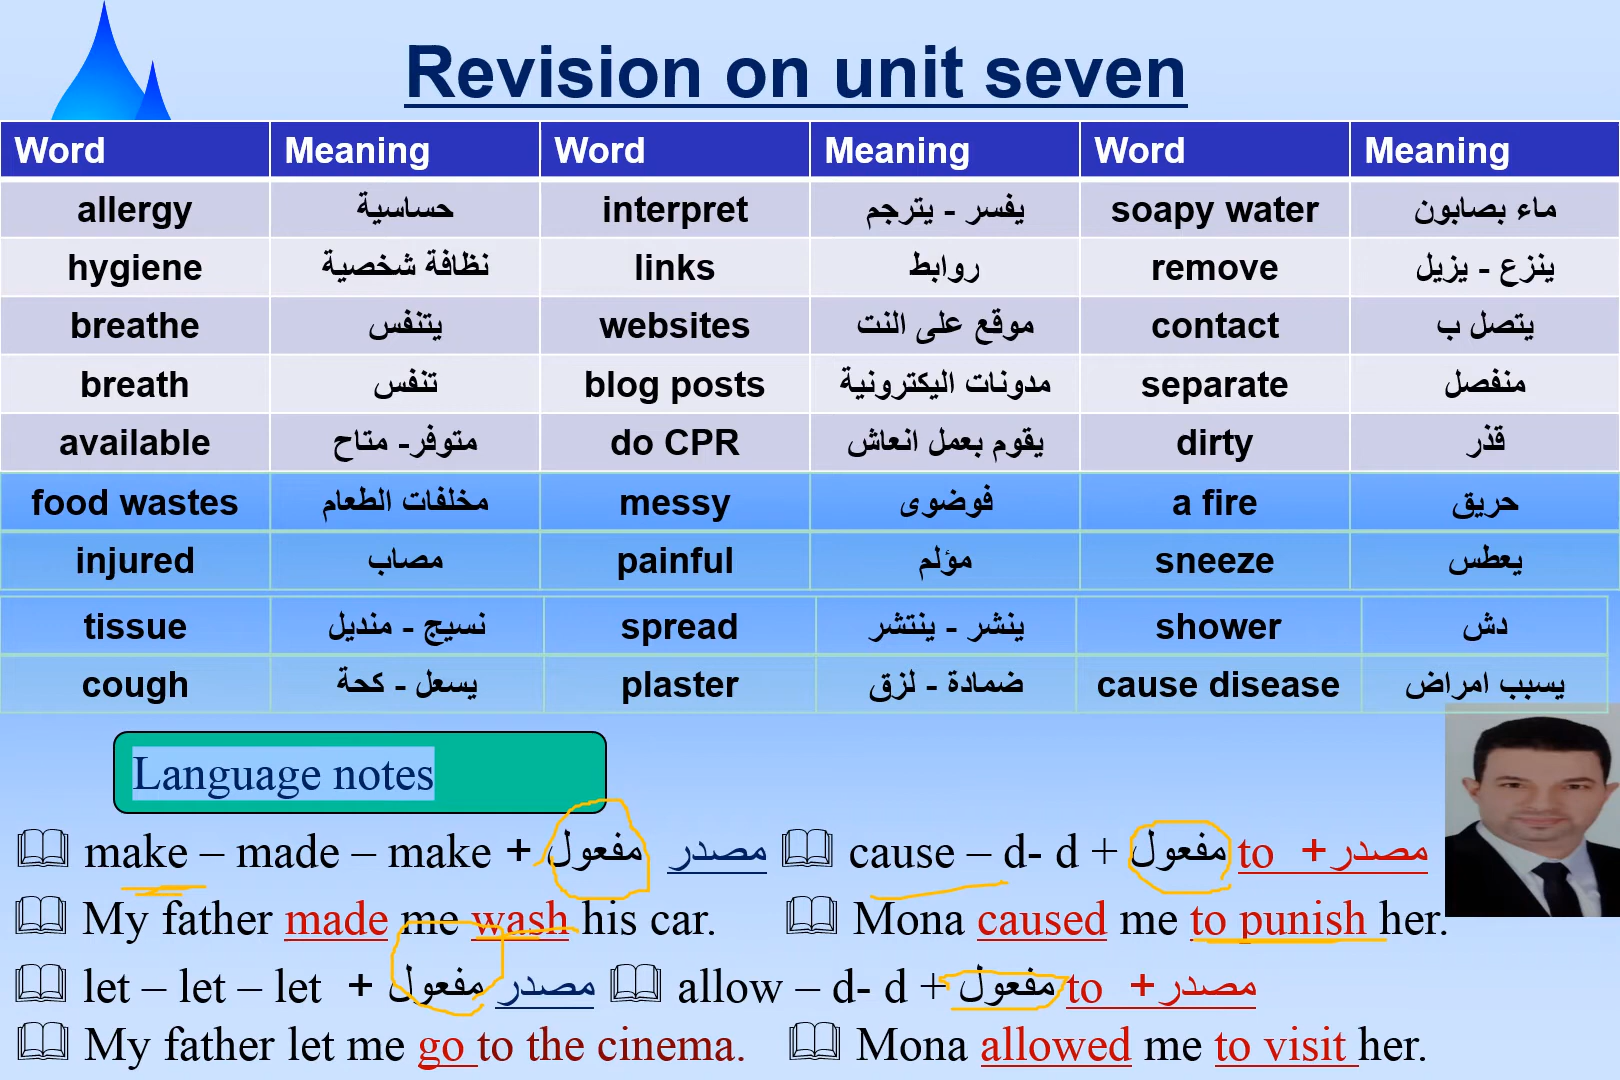 Revision on unit seven
Word Meaning Word Meaning Word Meaning
allergy حساسية interpret يفسر - يترجم soapy water ماء بصابون
hygiene نظافة شخصية links روابط remove ينزع - يزيل
breathe يتنفس websites موقع على النت contact يتصل ب
breath تنفس blog posts مدونات اليكترونية separate منفصل
available متوفر- متاح do CPR يقوم بعمل انعاش dirty قذر
food wastes مخلفات الطعام messy فوضوى a fire حريق
injured مصاب painful مؤلم sneeze يعطس
tissue نسيج - منديل spread ينشر - ينتشر shower دش
cough يسعل - كحة plaster ضمادة - لزق cause disease يسبب امراض
Language notes
make – made – make + مفعول مصدر cause – d- d + مفعول to +مصدر
My father made me wash his car. Mona caused me to punish her.
let – let – let + مفعول مصدر allow – d- d + مفعول to +مصدر
My father let me go to the cinema. Mona allowed me to visit her.